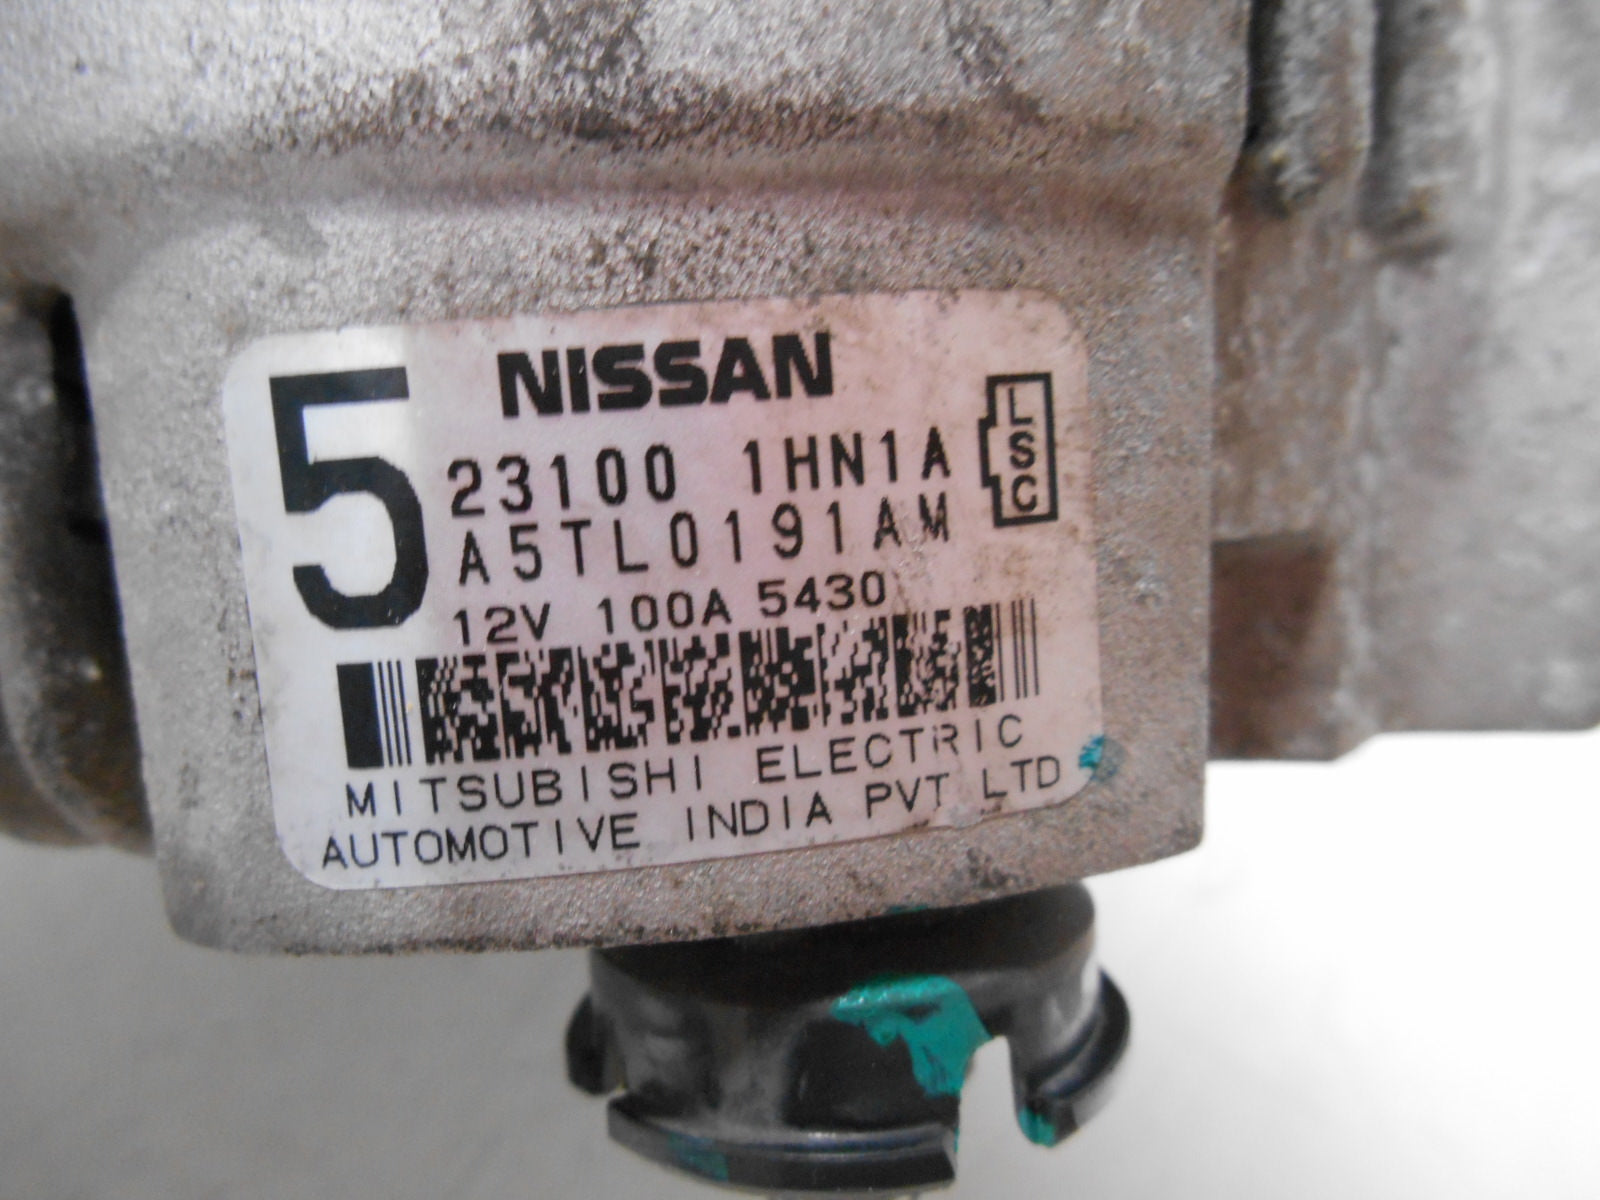 5
NISSAN
23100 1HN1A
A5TL0191AM
12V 100A 5430
L
S
C
MITSUBISHI ELECTRIC
AUTOMOTIVE INDIA PVT LTD